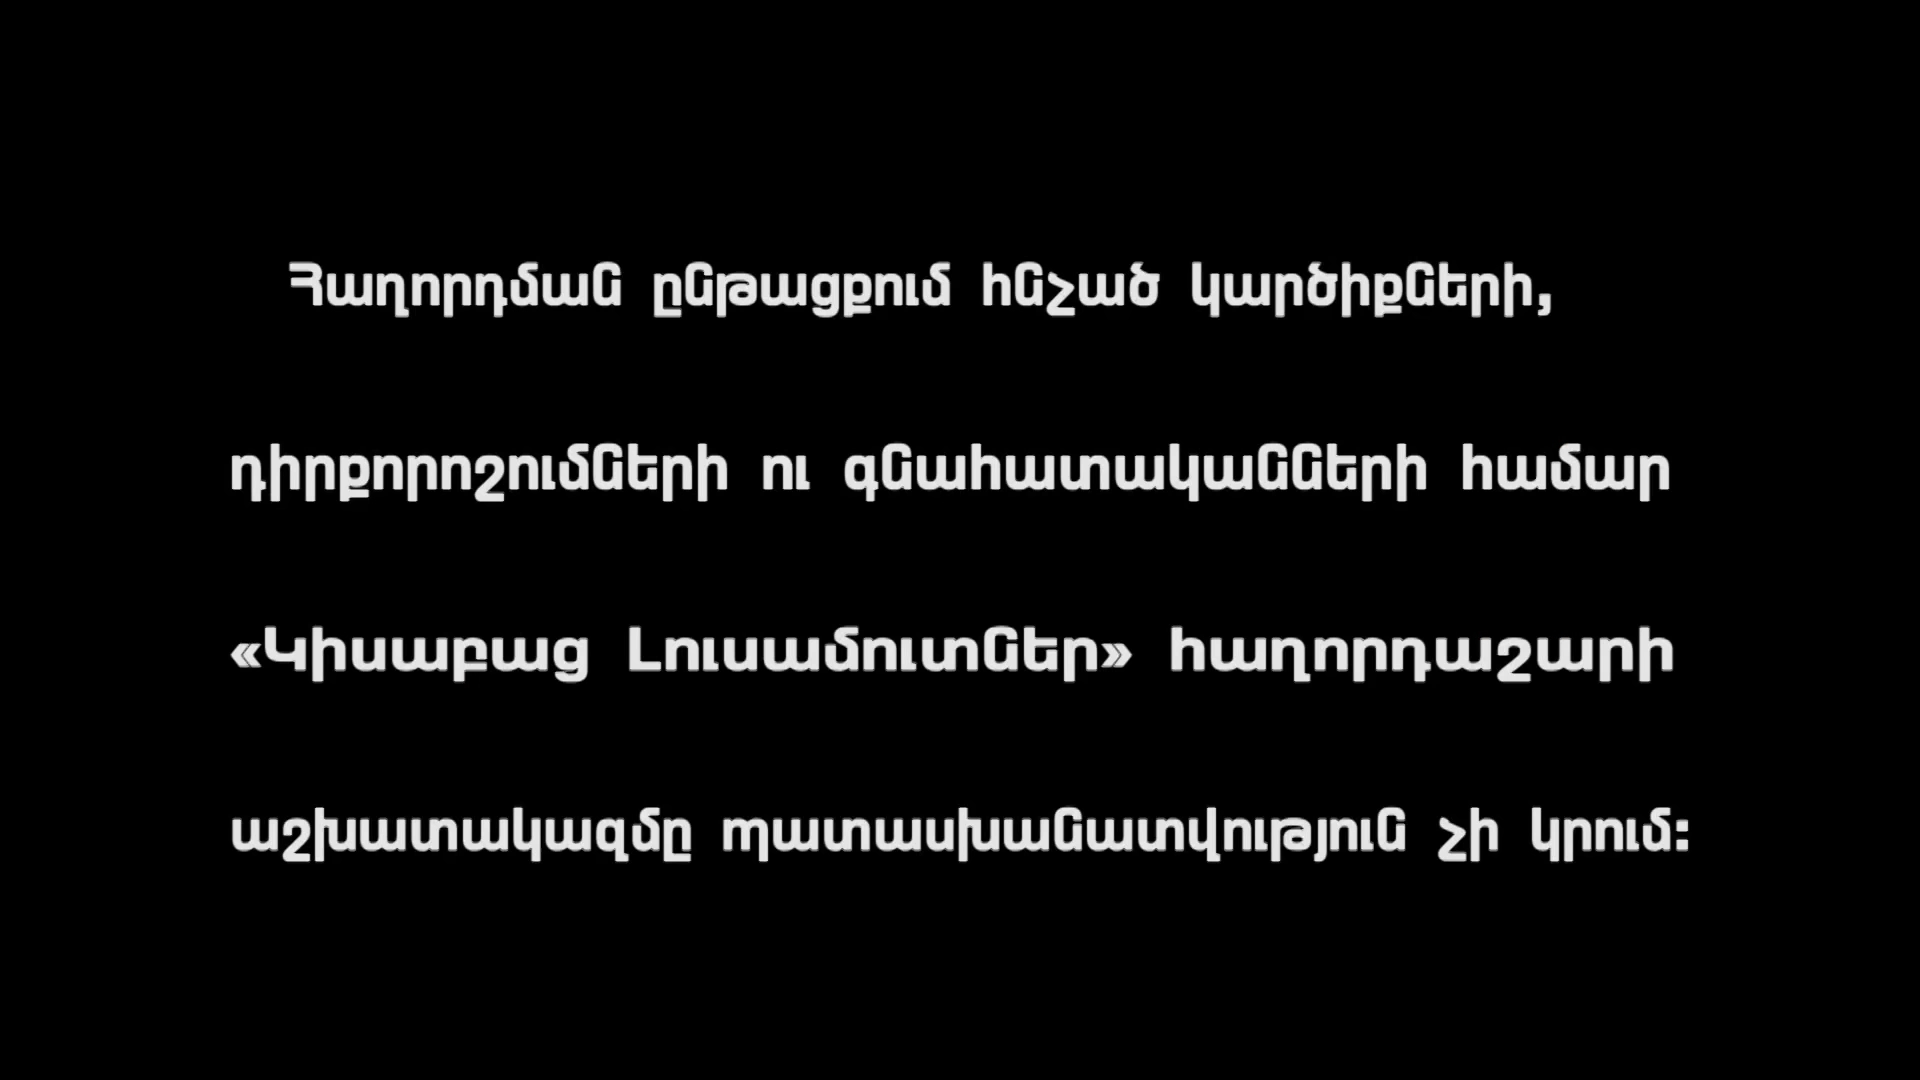 Հաղորդման ընթացքում հնչած կարծիքների,
դիրքորոշումների ու գնահատականների համար
«Կիսաբաց Լուսամուտներ» հաղորդաշարի
աշխատակազմը պատասխանատվություն չի կրում: